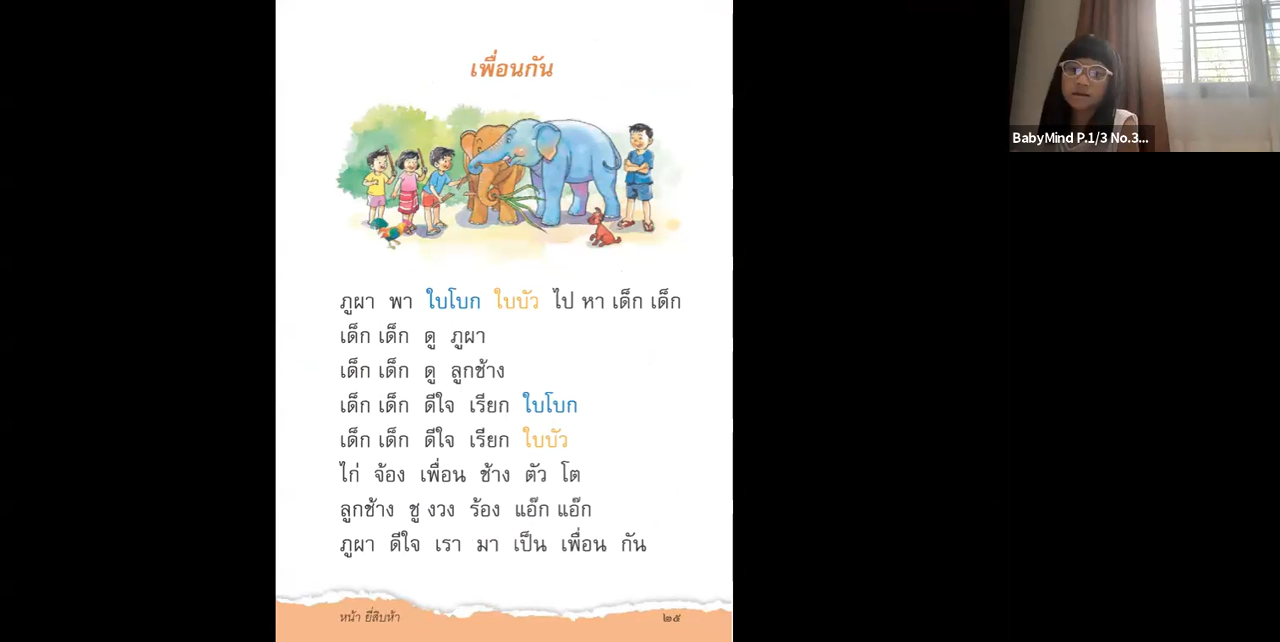 เพื่อนกัน
BabyMind P.1/3 No.3...
ภูผา พา ใบโบก ใบบัว ไป หา เด็ก เด็ก
เด็ก เด็ก ดู ภูผา
เด็ก เด็ก ดู ลูกช้าง
เด็ก เด็ก ดีใจ เรียก ใบโบก
เด็ก เด็ก ดีใจ เรียก ใบบัว
ไก่ จ้อง เพื่อน ช้าง ตัว โต
ลูกช้าง ชู งวง ร้อง แอ๊ก แอ๊ก
ภูผา ดีใจ เรา มา เป็น เพื่อน กัน
หน้า ยี่สิบห้า ๒๕